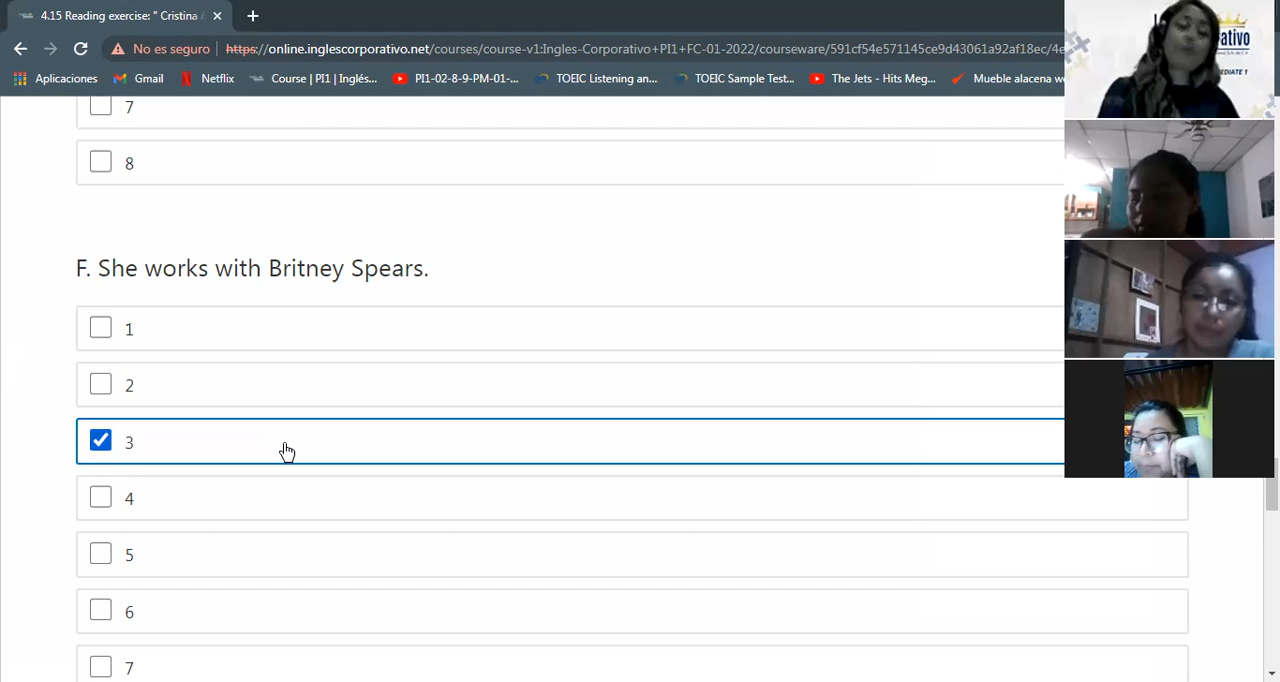 4.15 Reading exercise: " Cristina
No es seguro | https://online.inglescorporativo.net/courses/course-v1:Ingles-Corporativo+PI1+FC-01-2022/courseware/591cf54e571145ce9d43061a92af18ec/4e
Aplicaciones Gmail Netflix Course | PI1 | Inglés... PI1-02-8-9-PM-01-... TOEIC Listening an... TOEIC Sample Test... The Jets - Hits Meg... Mueble alacena
ativo
EDIATE 1
7
8
F. She works with Britney Spears.
1
2
3
4
5
6
7